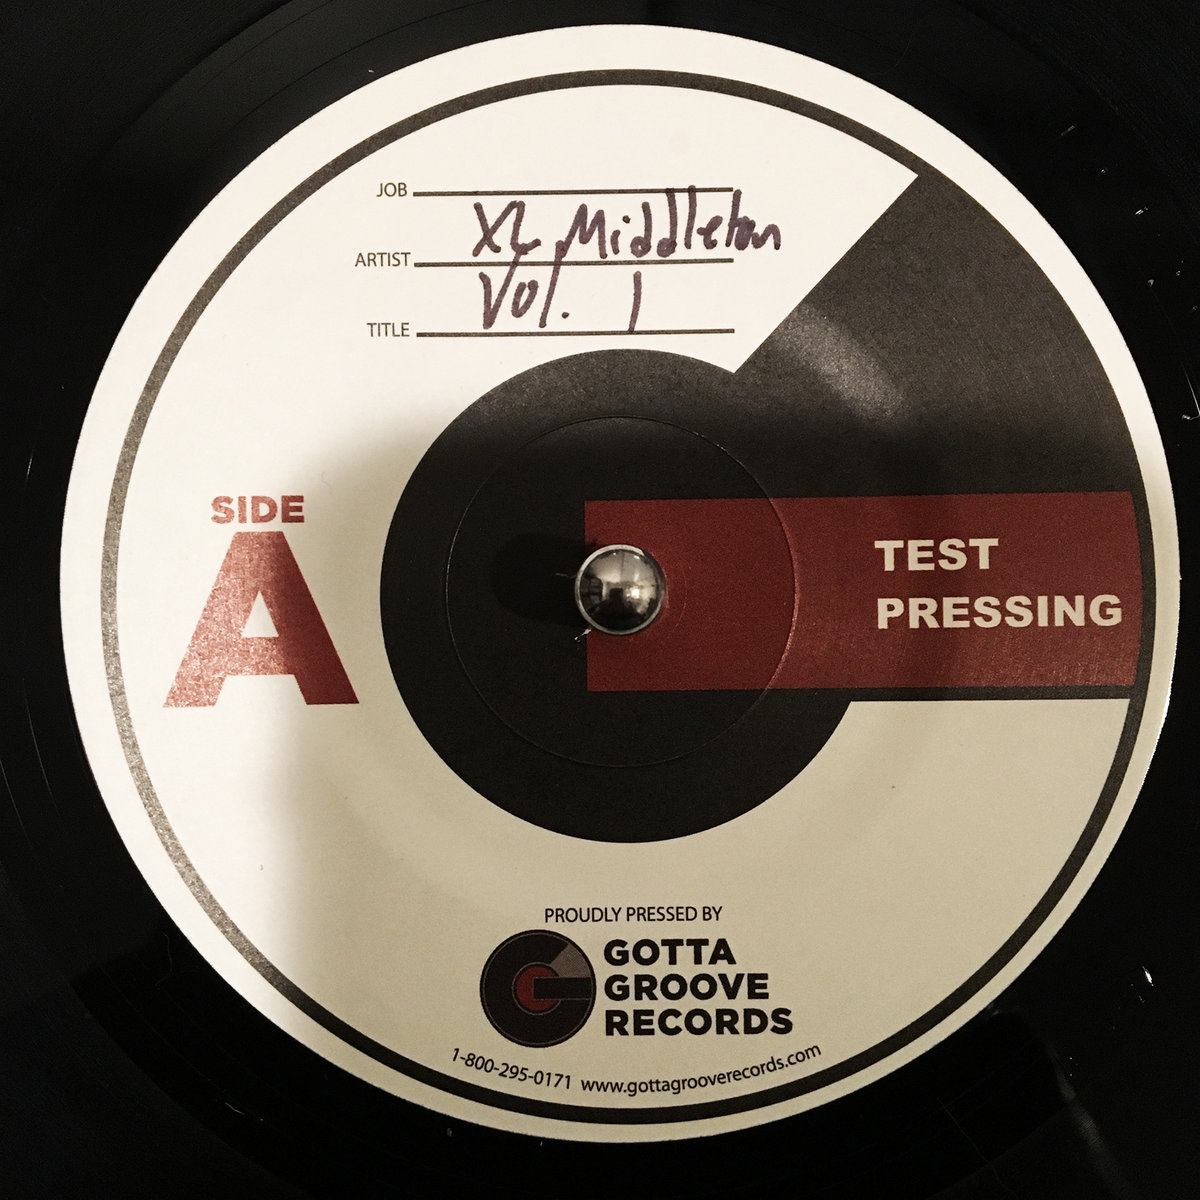 JOB
ARTIST XL Middleton
TITLE Vol. 1
SIDE
A
TEST
PRESSING
PROUDLY PRESSED BY
GOTTA
GROOVE
RECORDS
1-800-295-0171 www.gottagrooverecords.com